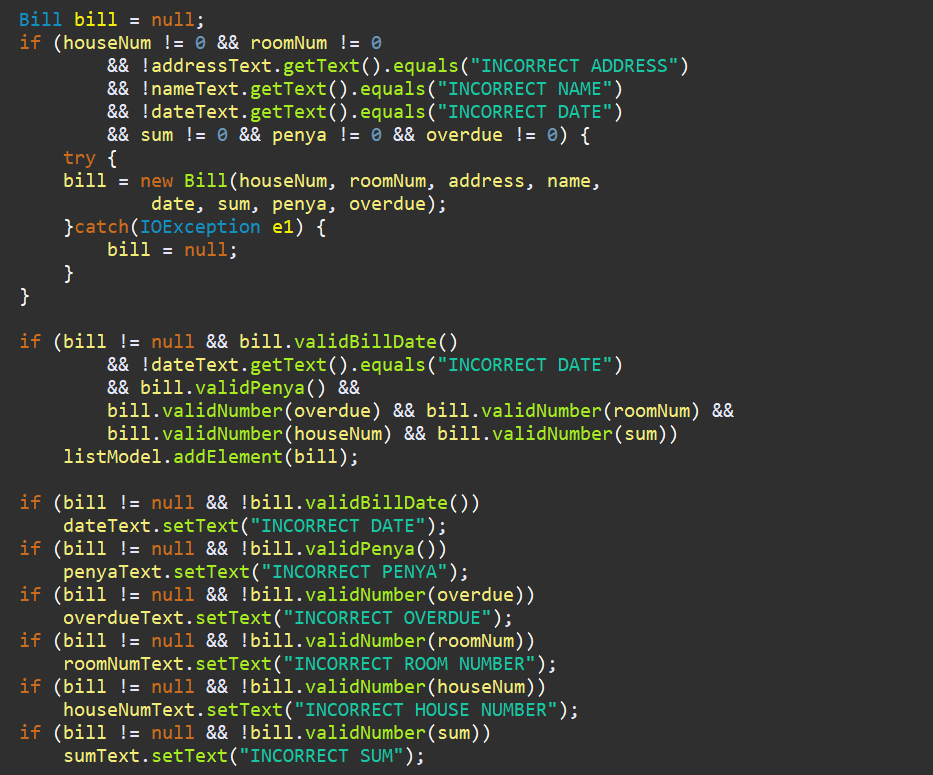 Bill bill = null;
if (houseNum != 0 && roomNum != 0
        && !addressText.getText().equals("INCORRECT ADDRESS")
        && !nameText.getText().equals("INCORRECT NAME")
        && !dateText.getText().equals("INCORRECT DATE")
        && sum != 0 && penya != 0 && overdue != 0) {
    try {
    bill = new Bill(houseNum, roomNum, address, name,
            date, sum, penya, overdue);
    }catch(IOException e1) {
        bill = null;
    }
}

if (bill != null && bill.validBillDate()
        && !dateText.getText().equals("INCORRECT DATE")
        && bill.validPenya() &&
        bill.validNumber(overdue) && bill.validNumber(roomNum) &&
        bill.validNumber(houseNum) && bill.validNumber(sum))
    listModel.addElement(bill);

if (bill != null && !bill.validBillDate())
    dateText.setText("INCORRECT DATE");
if (bill != null && !bill.validPenya())
    penyaText.setText("INCORRECT PENYA");
if (bill != null && !bill.validNumber(overdue))
    overdueText.setText("INCORRECT OVERDUE");
if (bill != null && !bill.validNumber(roomNum))
    roomNumText.setText("INCORRECT ROOM NUMBER");
if (bill != null && !bill.validNumber(houseNum))
    houseNumText.setText("INCORRECT HOUSE NUMBER");
if (bill != null && !bill.validNumber(sum))
    sumText.setText("INCORRECT SUM");